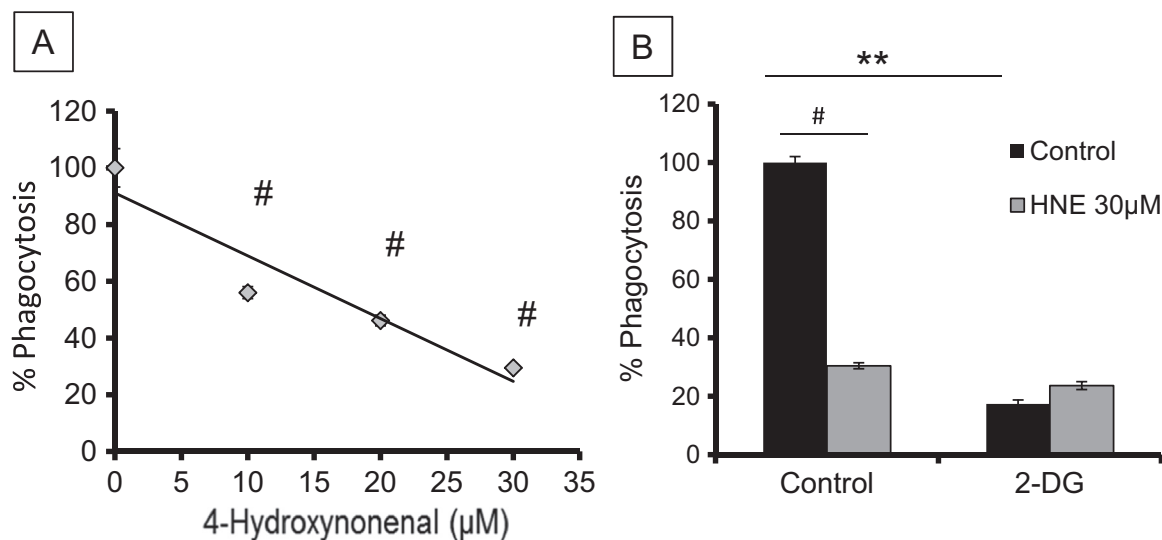 A
120
100
80
60
40
20
0
% Phagocytosis
#
#
#
0 5 10 15 20 25 30 35
4-Hydroxynonenal (µM)
B
**
#
120
100
80
60
40
20
0
% Phagocytosis
Control
HNE 30µM
Control 2-DG